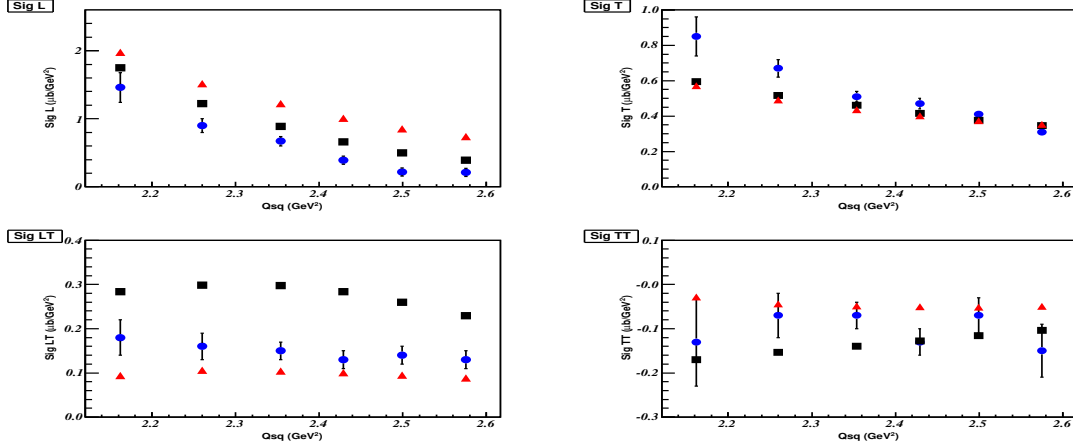 Sig L
Sig L (μb/GeV²)
2
1
0
2.2 2.3 2.4 2.5 2.6
Qsq (GeV²)
Sig T
Sig T (μb/GeV²)
1.0
0.8
0.6
0.4
0.2
0.0
2.2 2.3 2.4 2.5 2.6
Qsq (GeV²)
Sig LT
Sig LT (μb/GeV²)
0.4
0.3
0.2
0.1
0.0
2.2 2.3 2.4 2.5 2.6
Qsq (GeV²)
Sig TT
Sig TT (μb/GeV²)
0.1
-0.0
-0.1
-0.2
-0.3
2.2 2.3 2.4 2.5 2.6
Qsq (GeV²)